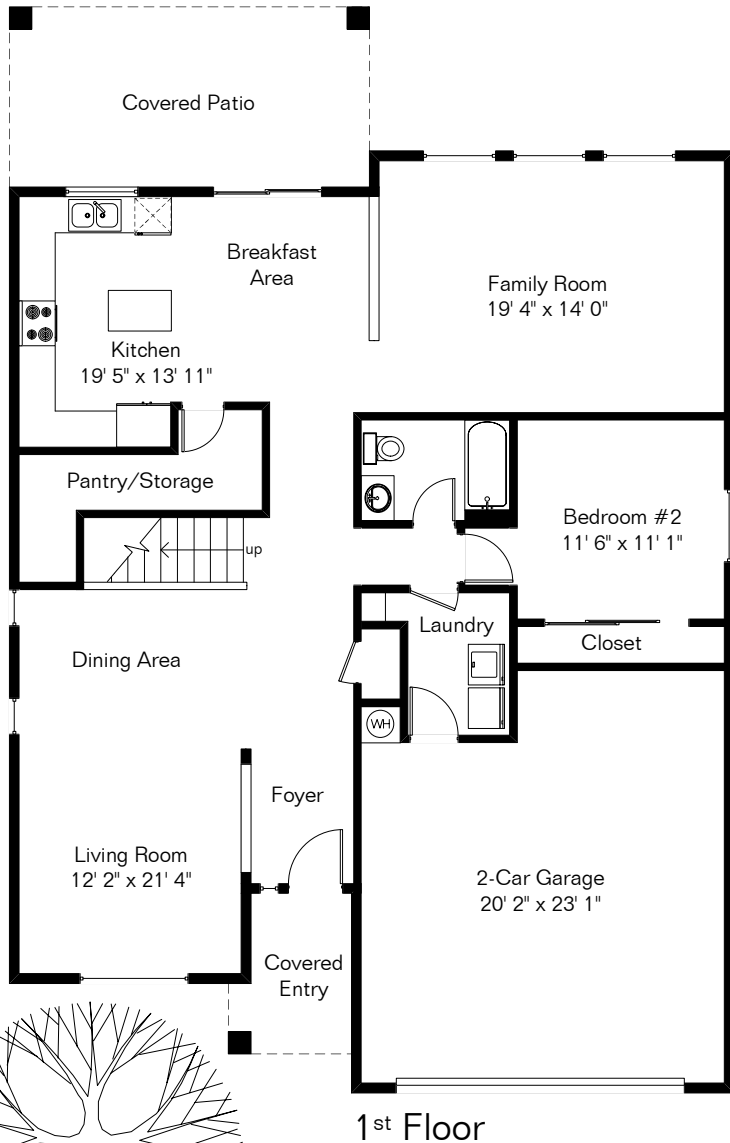 Covered Patio
Breakfast
Area
Family Room
19' 4" x 14' 0"
Kitchen
19' 5" x 13' 11"
Pantry/Storage
Bedroom #2
11' 6" x 11' 1"
up
Laundry
Closet
Dining Area
WH
Foyer
Living Room
12' 2" x 21' 4"
2-Car Garage
20' 2" x 23' 1"
Covered
Entry
1st Floor